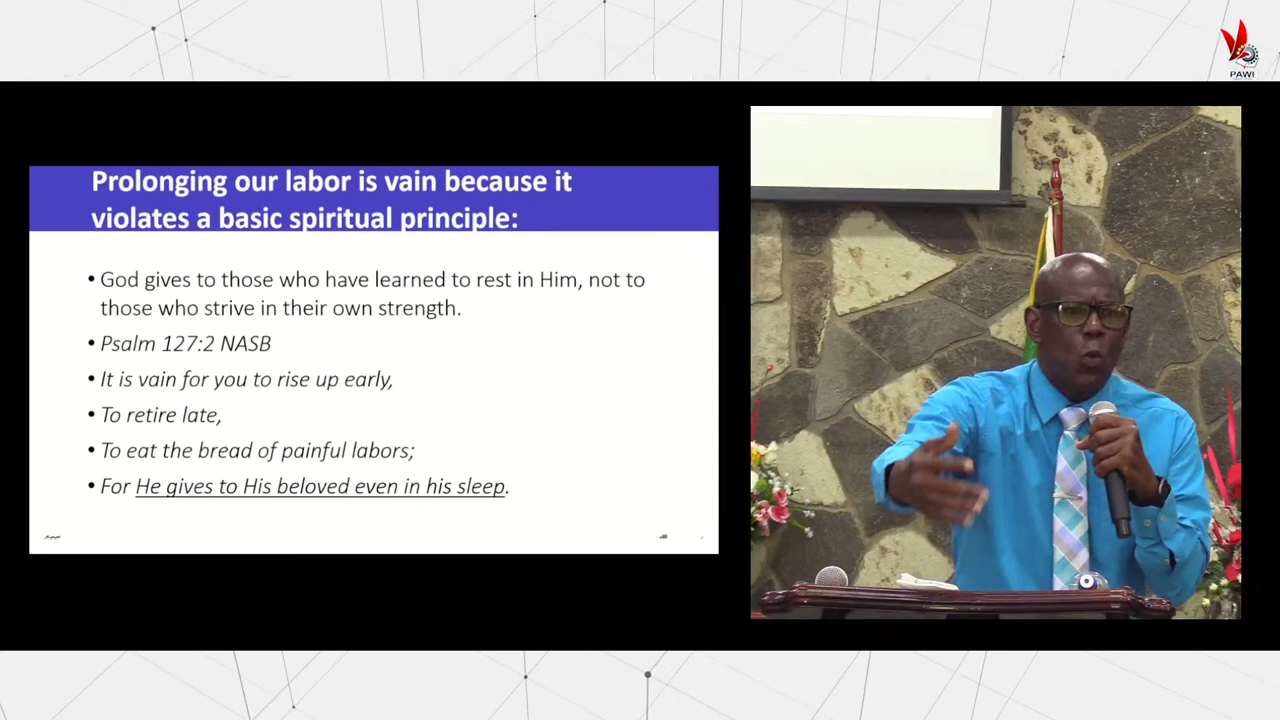 PAWI
Prolonging our labor is vain because it
violates a basic spiritual principle:
• God gives to those who have learned to rest in Him, not to
those who strive in their own strength.
• Psalm 127:2 NASB
• It is vain for you to rise up early,
• To retire late,
• To eat the bread of painful labors;
• For He gives to His beloved even in his sleep.